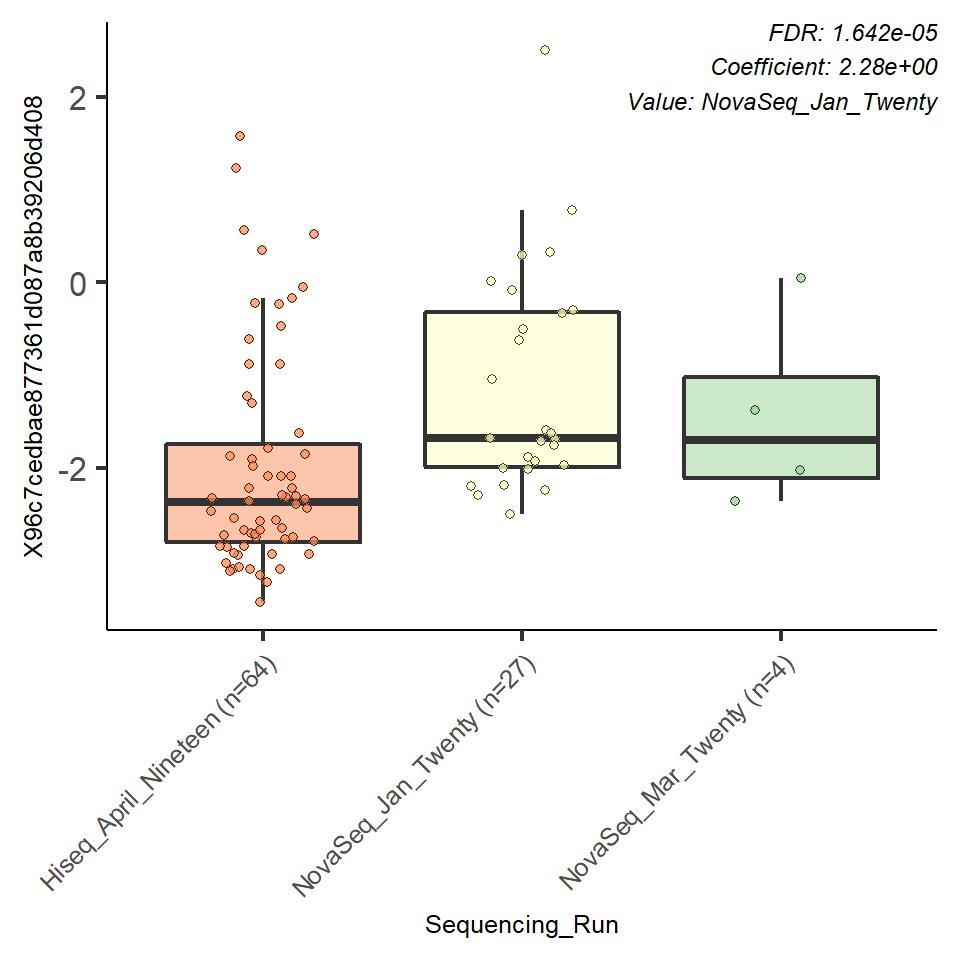 FDR: 1.642e-05
Coefficient: 2.28e+00
Value: NovaSeq_Jan_Twenty
X96c7cedbae877361d087a8b39206d408
2
0
-2
Hiseq_April_Nineteen (n=64)
NovaSeq_Jan_Twenty (n=27)
NovaSeq_Mar_Twenty (n=4)
Sequencing_Run